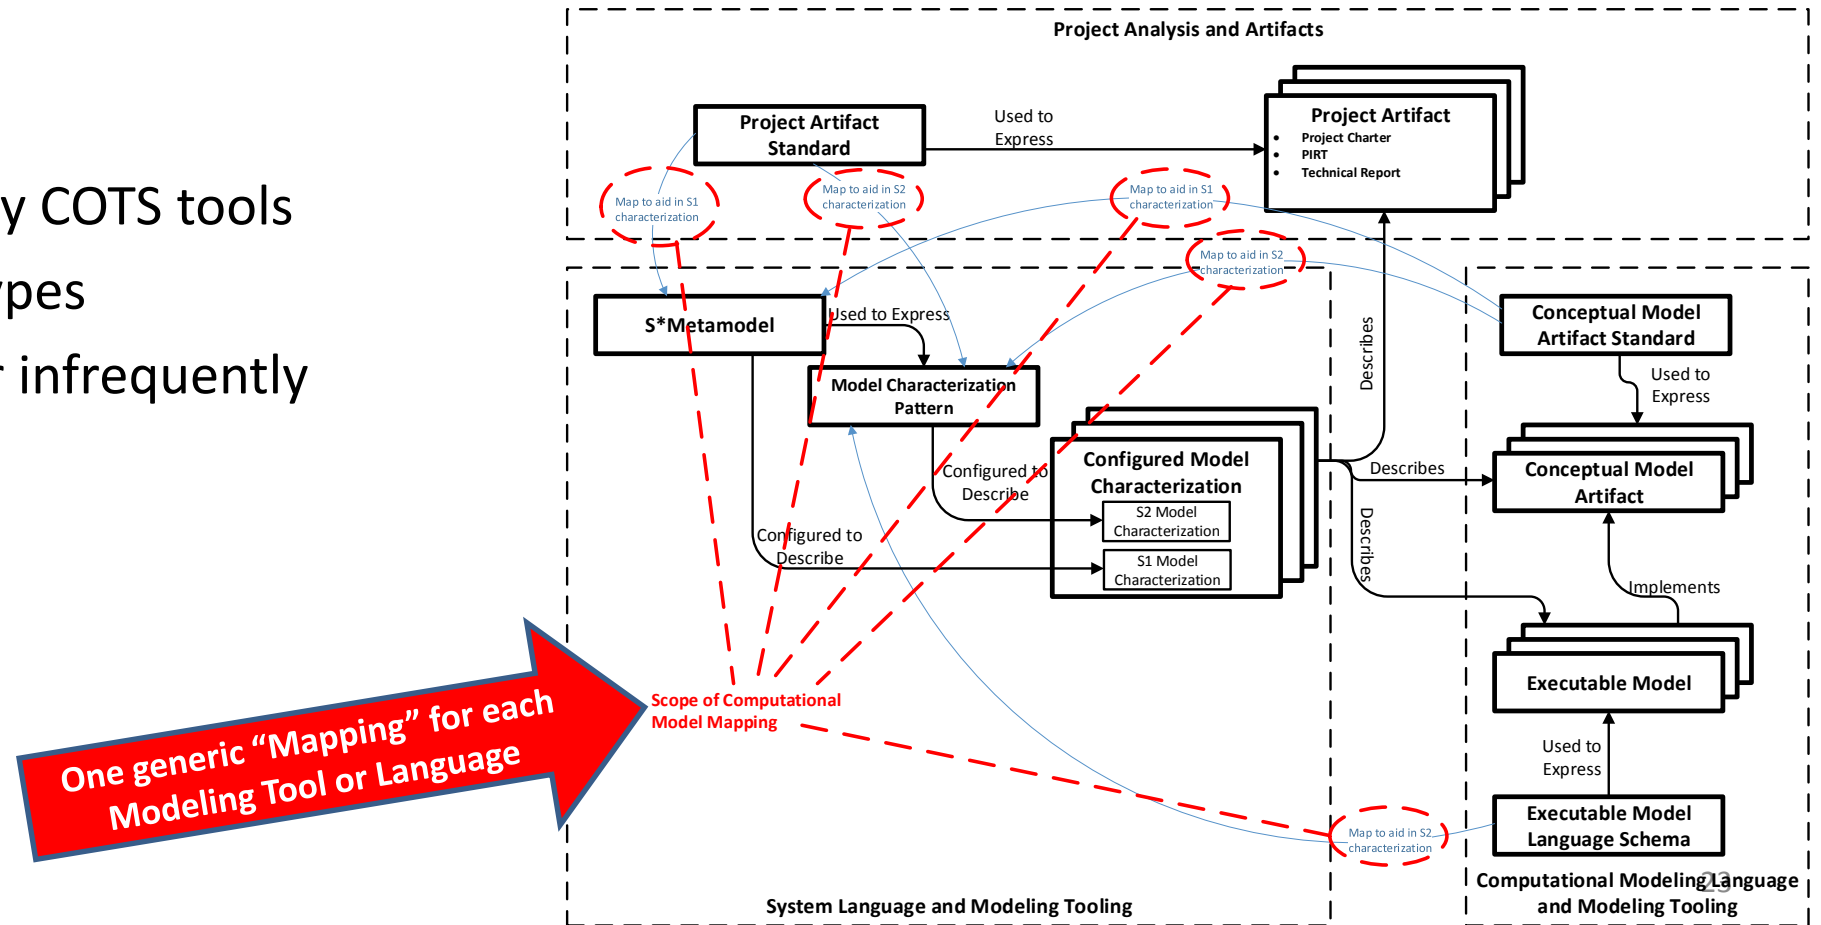 y COTS tools
ypes
r infrequently
Project Analysis and Artifacts
Project Artifact
Standard
Used to
Express
Project Artifact
• Project Charter
• PIRT
• Technical Report
Map to aid in S1
characterization
Map to aid in S2
characterization
Map to aid in S1
characterization
Map to aid in S2
characterization
S*Metamodel
Used to Express
Model Characterization
Pattern
Configured to
Describe
Configured to
Describe
Configured Model
Characterization
S2 Model
Characterization
S1 Model
Characterization
Describes
Describes
Describes
Conceptual Model
Artifact Standard
Used to
Express
Conceptual Model
Artifact
Implements
Executable Model
Used to
Express
Executable Model
Language Schema
Map to aid in S2
characterization
Scope of Computational
Model Mapping
One generic “Mapping” for each
Modeling Tool or Language
System Language and Modeling Tooling
Computational Modeling Language
and Modeling Tooling
23